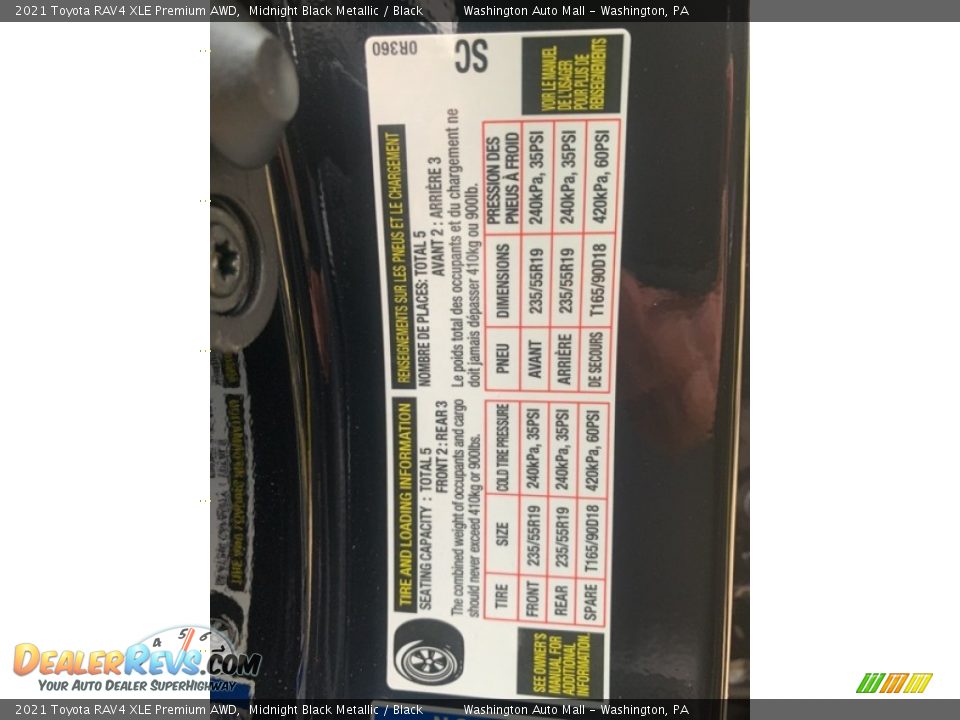 2021 Toyota RAV4 XLE Premium AWD, Midnight Black Metallic / Black Washington Auto Mall - Washington, PA
TIRE AND LOADING INFORMATION
SEATING CAPACITY : TOTAL 5
FRONT 2 : REAR 3
The combined weight of occupants and cargo
should never exceed 410kg or 900lbs.
TIRE SIZE COLD TIRE PRESSURE
FRONT 235/55R19 240kPa, 35PSI
REAR 235/55R19 240kPa, 35PSI
SPARE T165/90D18 420kPa, 60PSI
SEE OWNER'S
MANUAL FOR
ADDITIONAL
INFORMATION.
RENSEIGNEMENTS SUR LES PNEUS ET LE CHARGEMENT
NOMBRE DE PLACES: TOTAL 5
AVANT 2 : ARRIÈRE 3
Le poids total des occupants et du chargement ne
doit jamais dépasser 410kg ou 900lb.
PNEU DIMENSIONS PRESSION DES
PNEUS À FROID
AVANT 235/55R19 240kPa, 35PSI
ARRIÈRE 235/55R19 240kPa, 35PSI
DE SECOURS T165/90D18 420kPa, 60PSI
VOIR LE MANUEL
DE L'USAGER
POUR PLUS DE
RENSEIGNEMENTS
0R360
SC
4 5 6
DEALERREVS.COM
YOUR AUTO DEALER SUPERHIGHWAY
2021 Toyota RAV4 XLE Premium AWD, Midnight Black Metallic / Black Washington Auto Mall - Washington, PA